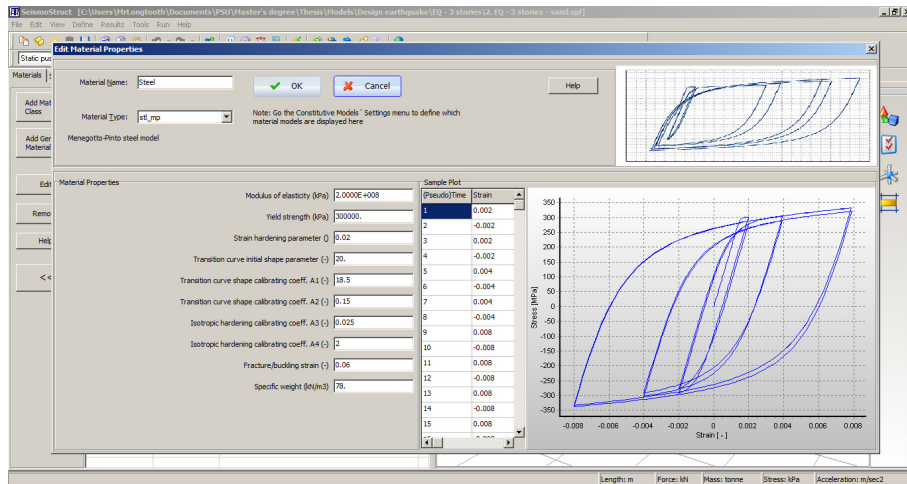 SeismoStruct [C:\Users\MrLongtooth\Documents\PSU\Master's degree\Thesis\Models\Design earthquake\EQ - 3 stories\2. EQ - 3 stories - sand.spf]
File Edit View Define Results Tools Run Help
Static pus
Edit Material Properties
Materials
Add Mat
Class
Add Ger
Material
Edit
Remo
Help
<<
Material Name: Steel
OK
Cancel
Help
Material Type: stl_mp
Note: Go the Constitutive Models´ Settings menu to define which
material models are displayed here
Menegotto-Pinto steel model
Material Properties
Modulus of elasticity (kPa) 2.0000E+008
Yield strength (kPa) 300000.
Strain hardening parameter () 0.02
Transition curve initial shape parameter (-) 20.
Transition curve shape calibrating coeff. A1 (-) 18.5
Transition curve shape calibrating coeff. A2 (-) 0.15
Isotropic hardening calibrating coeff. A3 (-) 0.025
Isotropic hardening calibrating coeff. A4 (-) 2
Fracture/buckling strain (-) 0.06
Specific weight (kN/m3) 78.
Sample Plot
(Pseudo)Time Strain
1 0.002
2 -0.002
3 0.002
4 -0.002
5 0.004
6 -0.004
7 0.004
8 -0.004
9 0.008
10 -0.008
11 0.008
12 -0.008
13 0.008
14 -0.008
15 0.008
350
300
250
200
150
100
50
0
-50
-100
-150
-200
-250
-300
-350
Stress [MPa]
-0.008 -0.006 -0.004 -0.002 0 0.002 0.004 0.006 0.008
Strain [ - ]
Length: m Force: kN Mass: tonne Stress: kPa Acceleration: m/sec2